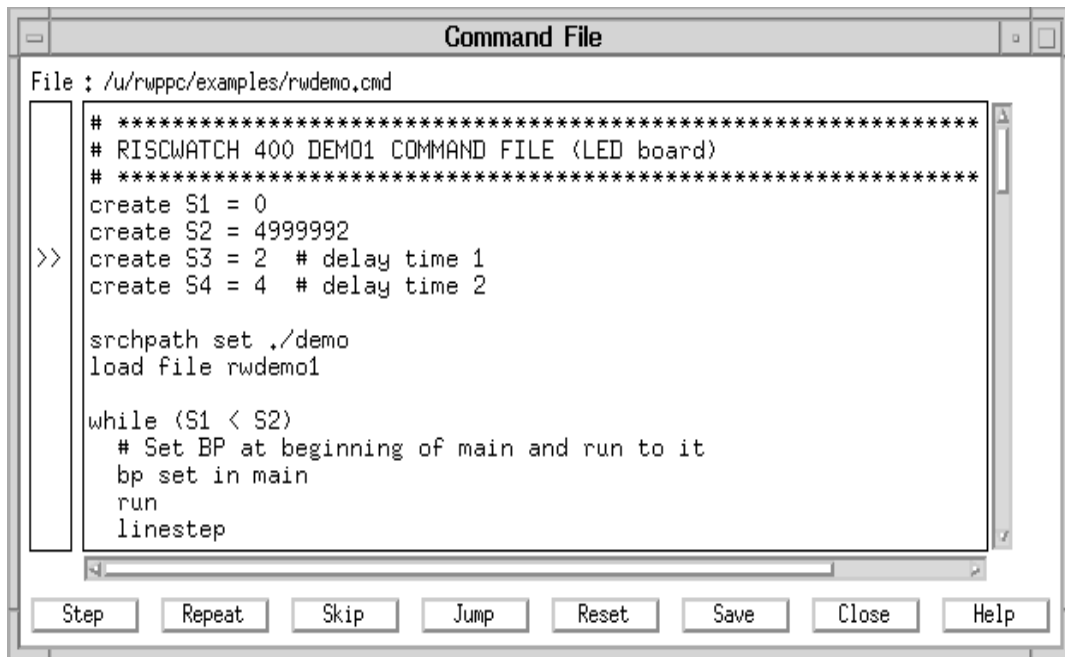 Command File
File : /u/rwppc/examples/rwdemo.cmd
# ***************************************************************
# RISCWATCH 400 DEMO1 COMMAND FILE (LED board)
# ***************************************************************
create S1 = 0
create S2 = 4999992
>> create S3 = 2  # delay time 1
create S4 = 4  # delay time 2
srchpath set ./demo
load file rwdemo1
while (S1 < S2)
  # Set BP at beginning of main and run to it
  bp set in main
  run
  linestep
Step Repeat Skip Jump Reset Save Close Help